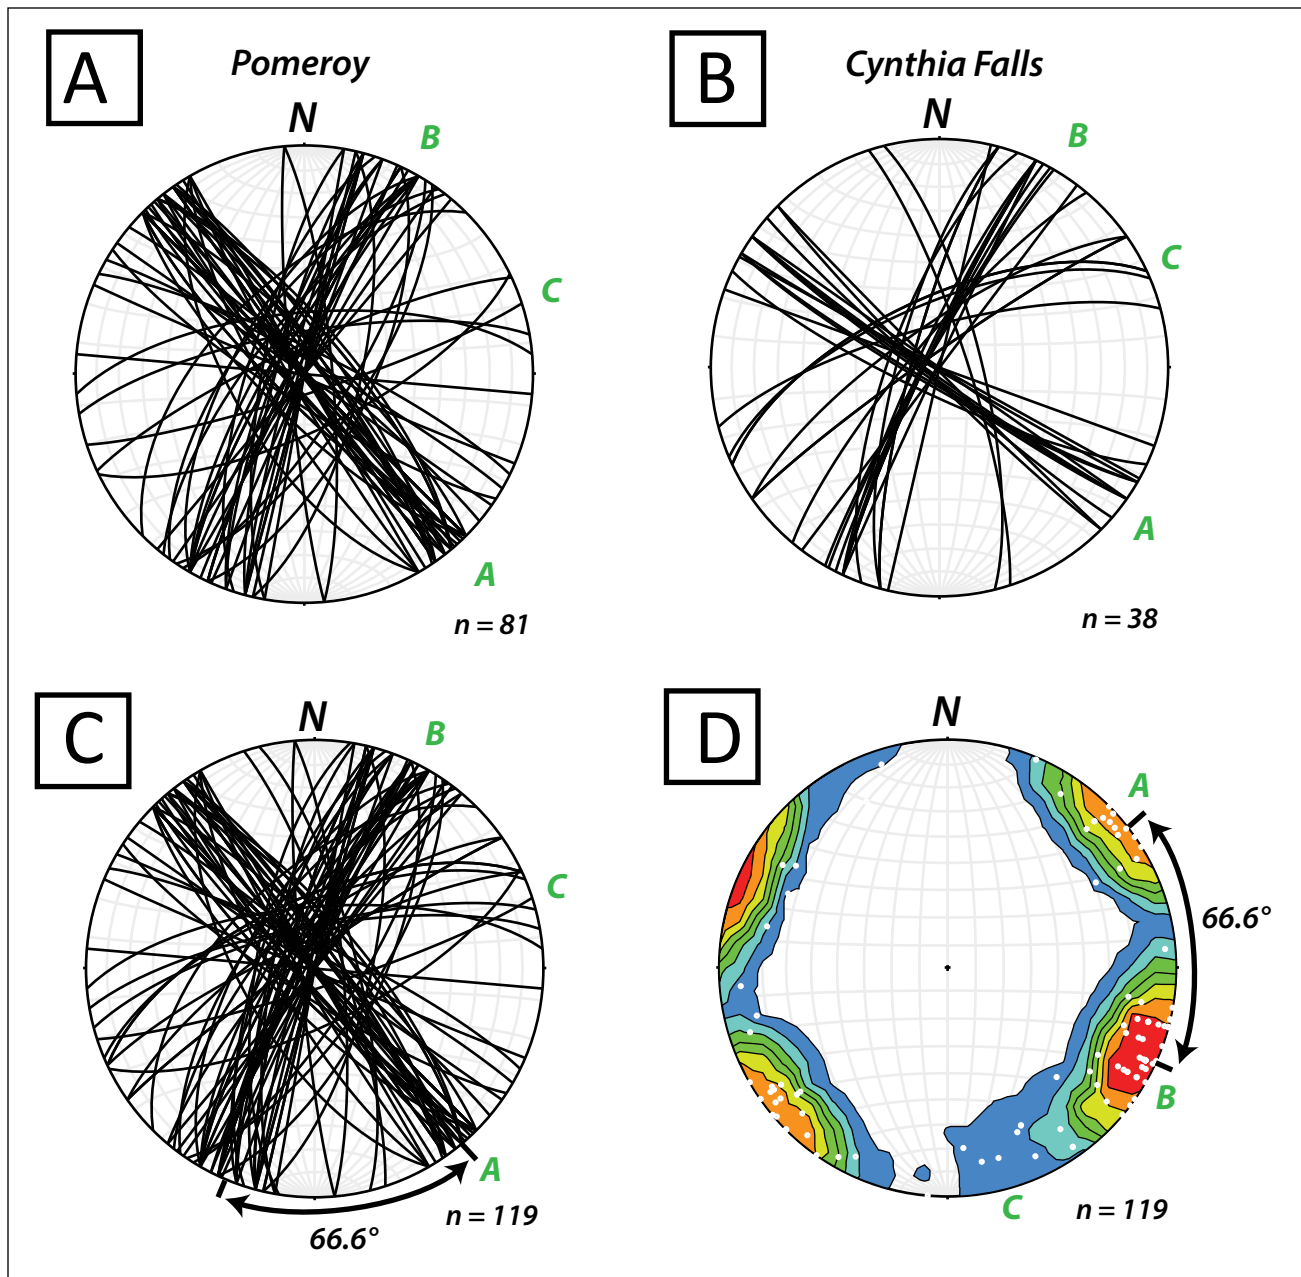 A
Pomeroy
N
B
C
A
n = 81
B
Cynthia Falls
N
B
C
A
n = 38
C
N
B
C
A
66.6°
n = 119
D
N
A
66.6°
B
C
n = 119